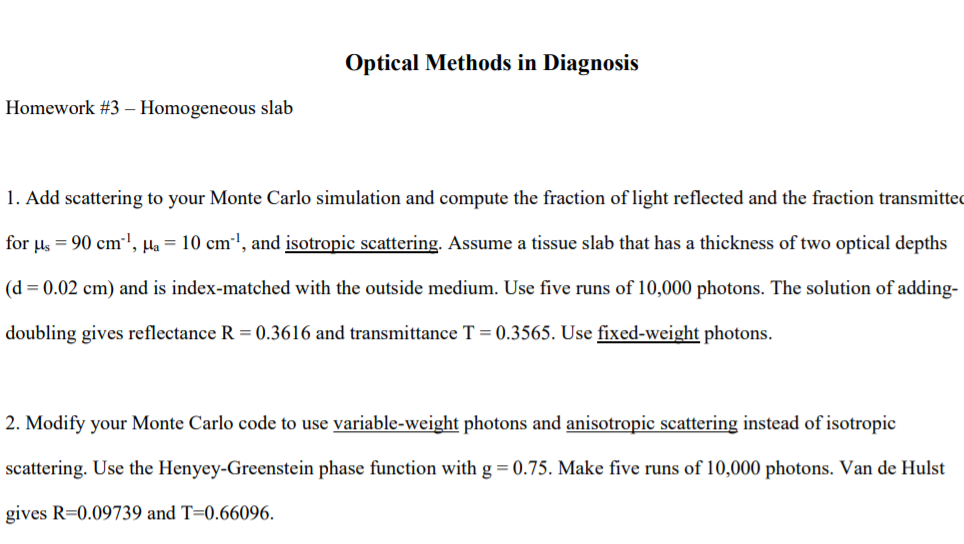 Optical Methods in Diagnosis
Homework #3 – Homogeneous slab
1. Add scattering to your Monte Carlo simulation and compute the fraction of light reflected and the fraction transmitted
for µs = 90 cm-1, µa = 10 cm-1, and isotropic scattering. Assume a tissue slab that has a thickness of two optical depths
(d = 0.02 cm) and is index-matched with the outside medium. Use five runs of 10,000 photons. The solution of adding-
doubling gives reflectance R = 0.3616 and transmittance T = 0.3565. Use fixed-weight photons.
2. Modify your Monte Carlo code to use variable-weight photons and anisotropic scattering instead of isotropic
scattering. Use the Henyey-Greenstein phase function with g = 0.75. Make five runs of 10,000 photons. Van de Hulst
gives R=0.09739 and T=0.66096.